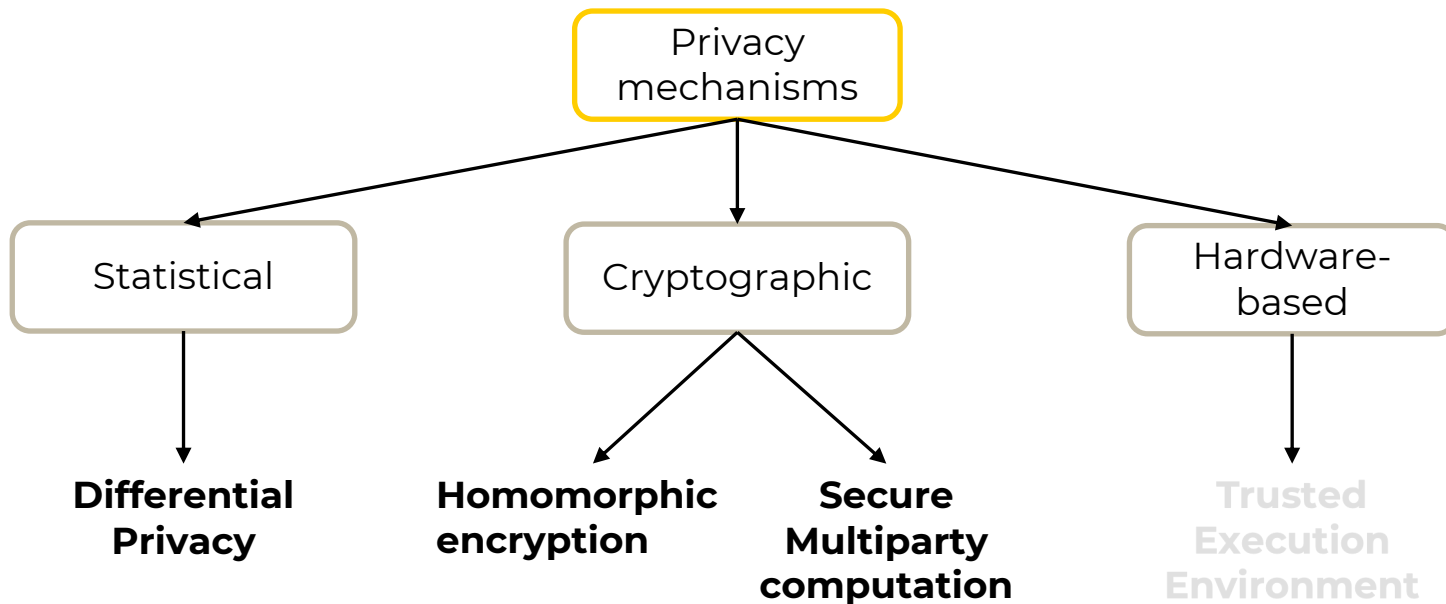 Privacy
mechanisms
Statistical
Cryptographic
Hardware-
based
Differential
Privacy
Homomorphic
encryption
Secure
Multiparty
computation
Trusted
Execution
Environment